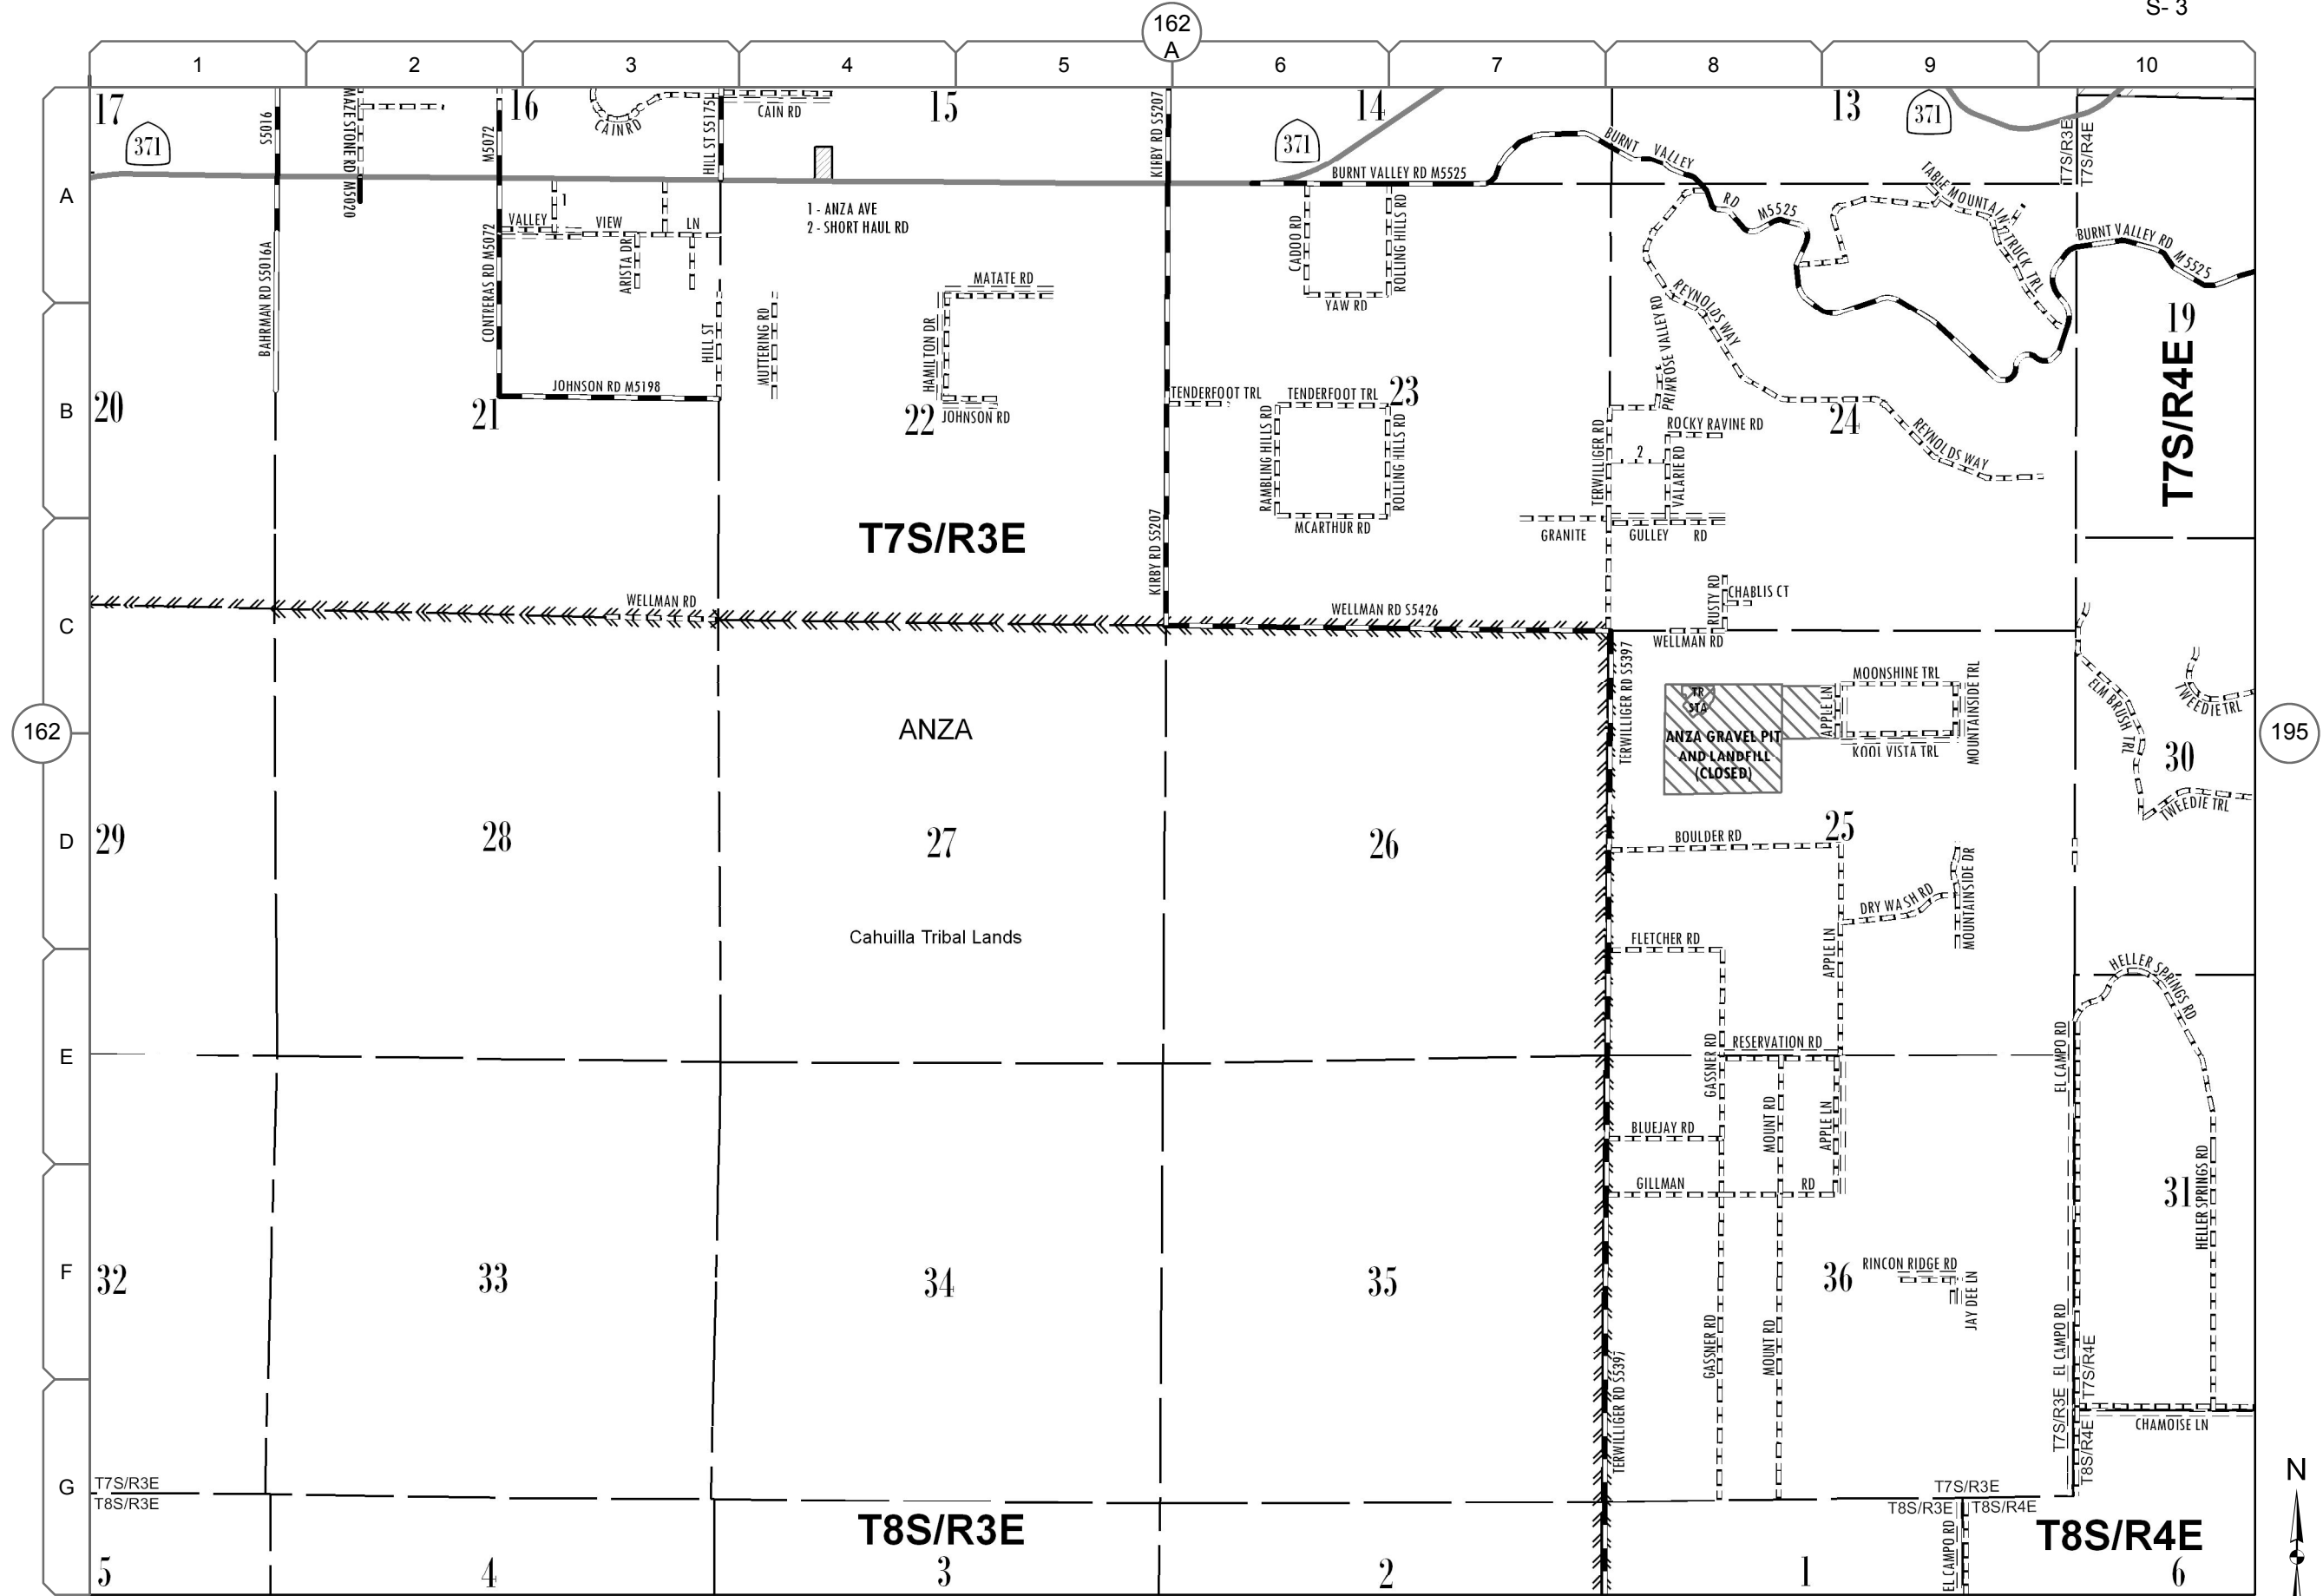 S- 3
162
A
1
2
3
4
5
6
7
8
9
10
17
S5016
MAZE STONE RD M5020
M5072
16
CAIN RD
HILL ST S5175
CAIN RD
15
KIRBY RD S5207
14
13
371
371
371
T7S/R3E
T7S/R4E
A
BURNT VALLEY RD M5525
BURNT VALLEY
RD
M5525
TABLE MOUNTAIN TRUCK TRL
BURNT VALLEY RD M5525
1
VALLEY VIEW LN
1 - ANZA AVE
2 - SHORT HAUL RD
BAHRMAN RD S5016A
CONTRERAS RD M5072
ARISTA DR
MATATE RD
CADOO RD
ROLLING HILLS RD
YAW RD
HILL ST
MUTTERING RD
HAMILTON DR
PRIMROSE VALLEY RD
REYNOLDS WAY
19
T7S/R4E
JOHNSON RD M5198
B
20
21
22
JOHNSON RD
TENDERFOOT TRL
TENDERFOOT TRL
23
RAMBLING HILLS RD
ROLLING HILLS RD
TERWILLIGER RD
ROCKY RAVINE RD
2
VALARIE RD
24
REYNOLDS WAY
MCARTHUR RD
GRANITE GULLEY RD
T7S/R3E
KIRBY RD S5207
C
WELLMAN RD
WELLMAN RD S5426
RUSTY RD
CHABLIS CT
WELLMAN RD
TERWILLIGER RD S5397
MOONSHINE TRL
MOUNTAINSIDE TRL
APPLE LN
TR
STA
ANZA GRAVEL PIT
AND LANDFILL
(CLOSED)
KOOL VISTA TRL
ELM BRUSH TRL
TWEEDIE TRL
30
TWEEDIE TRL
162
ANZA
195
D
29
28
27
26
25
BOULDER RD
DRY WASH RD
MOUNTAINSIDE DR
Cahuilla Tribal Lands
FLETCHER RD
APPLE LN
HELLER SPRINGS RD
E
GASSNER RD
RESERVATION RD
EL CAMPO RD
BLUEJAY RD
MOUNT RD
APPLE LN
GILLMAN RD
31
HELLER SPRINGS RD
F
32
33
34
35
36
RINCON RIDGE RD
JAY DEE LN
GASSNER RD
MOUNT RD
EL CAMPO RD
T7S/R3E
T7S/R4E
TERWILLIGER RD S5397
CHAMOISE LN
T8S/R4E
G
T7S/R3E
T8S/R3E
T7S/R3E
T8S/R3E
T8S/R4E
N
T8S/R3E
T8S/R4E
EL CAMPO RD
5
4
3
2
1
6